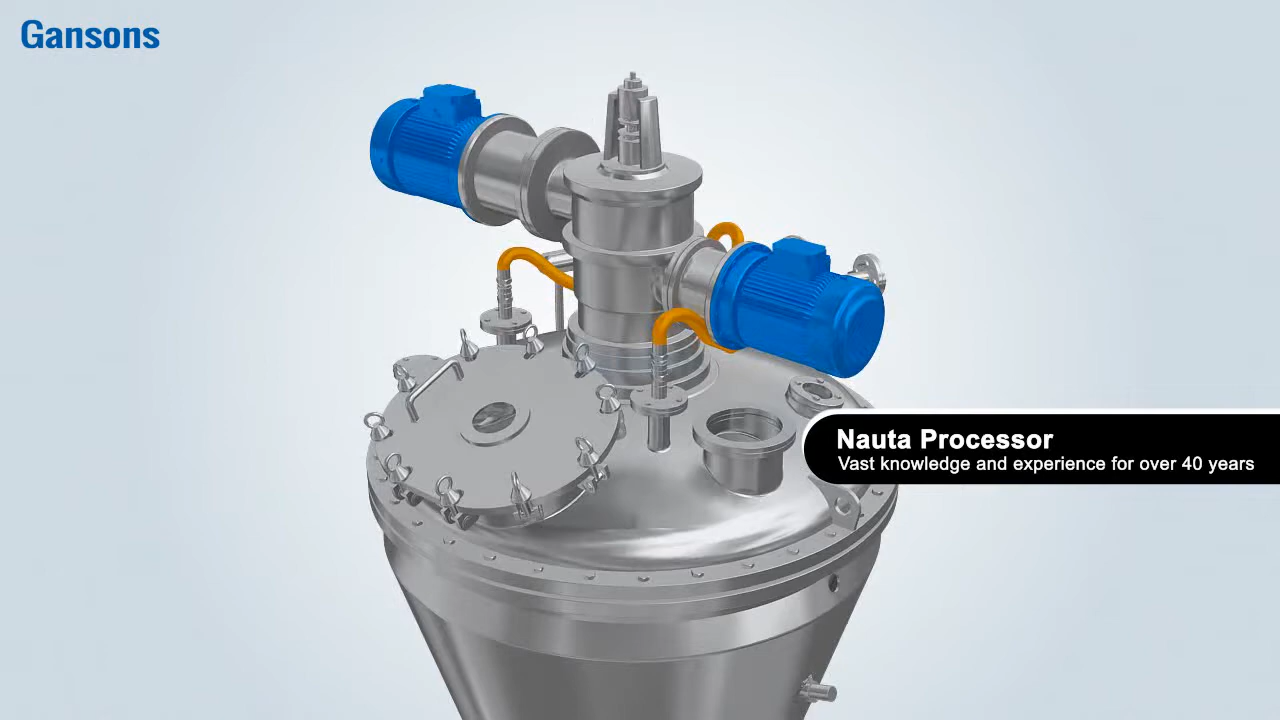 Gansons
Nauta Processor
Vast knowledge and experience for over 40 years